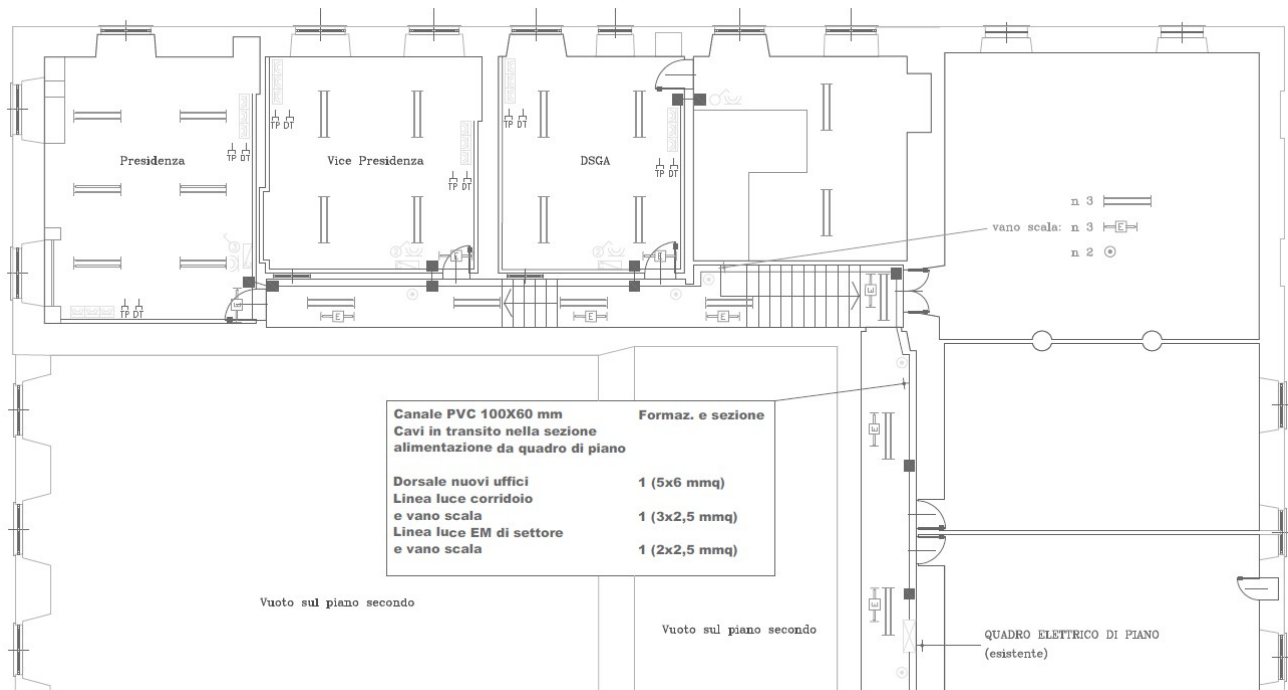 Presidenza
Vice Presidenza
DSGA
TP DT
TP DT
TP DT
TP DT
TP DT
TP DT
n 3
vano scala: n 3 E
n 2
E
E
E
E
E
E
E
E
E
Canale PVC 100X60 mm Formaz. e sezione
Cavi in transito nella sezione
alimentazione da quadro di piano
Dorsale nuovi uffici 1 (5x6 mmq)
Linea luce corridoio
e vano scala 1 (3x2,5 mmq)
Linea luce EM di settore
e vano scala 1 (2x2,5 mmq)
Vuoto sul piano secondo
Vuoto sul piano secondo
QUADRO ELETTRICO DI PIANO
(esistente)